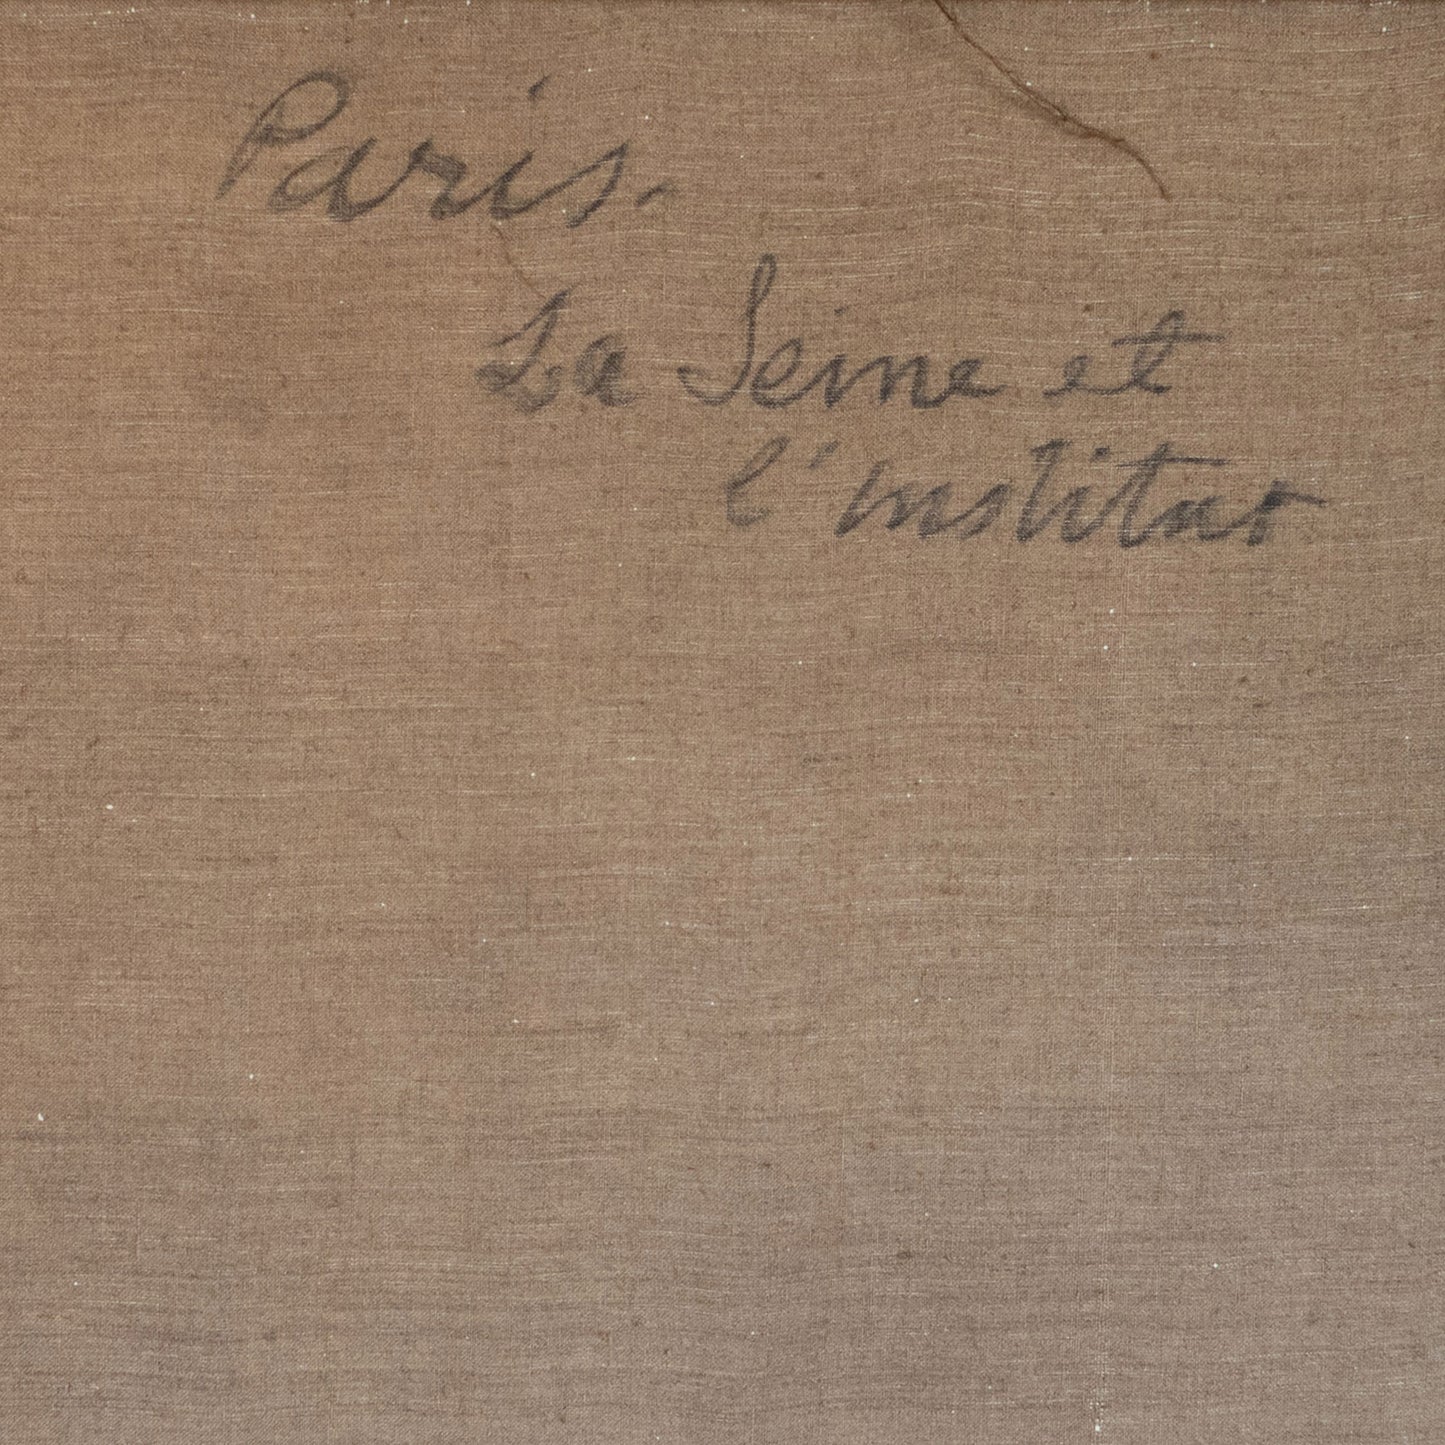 Paris.
La Seine et
l'institut